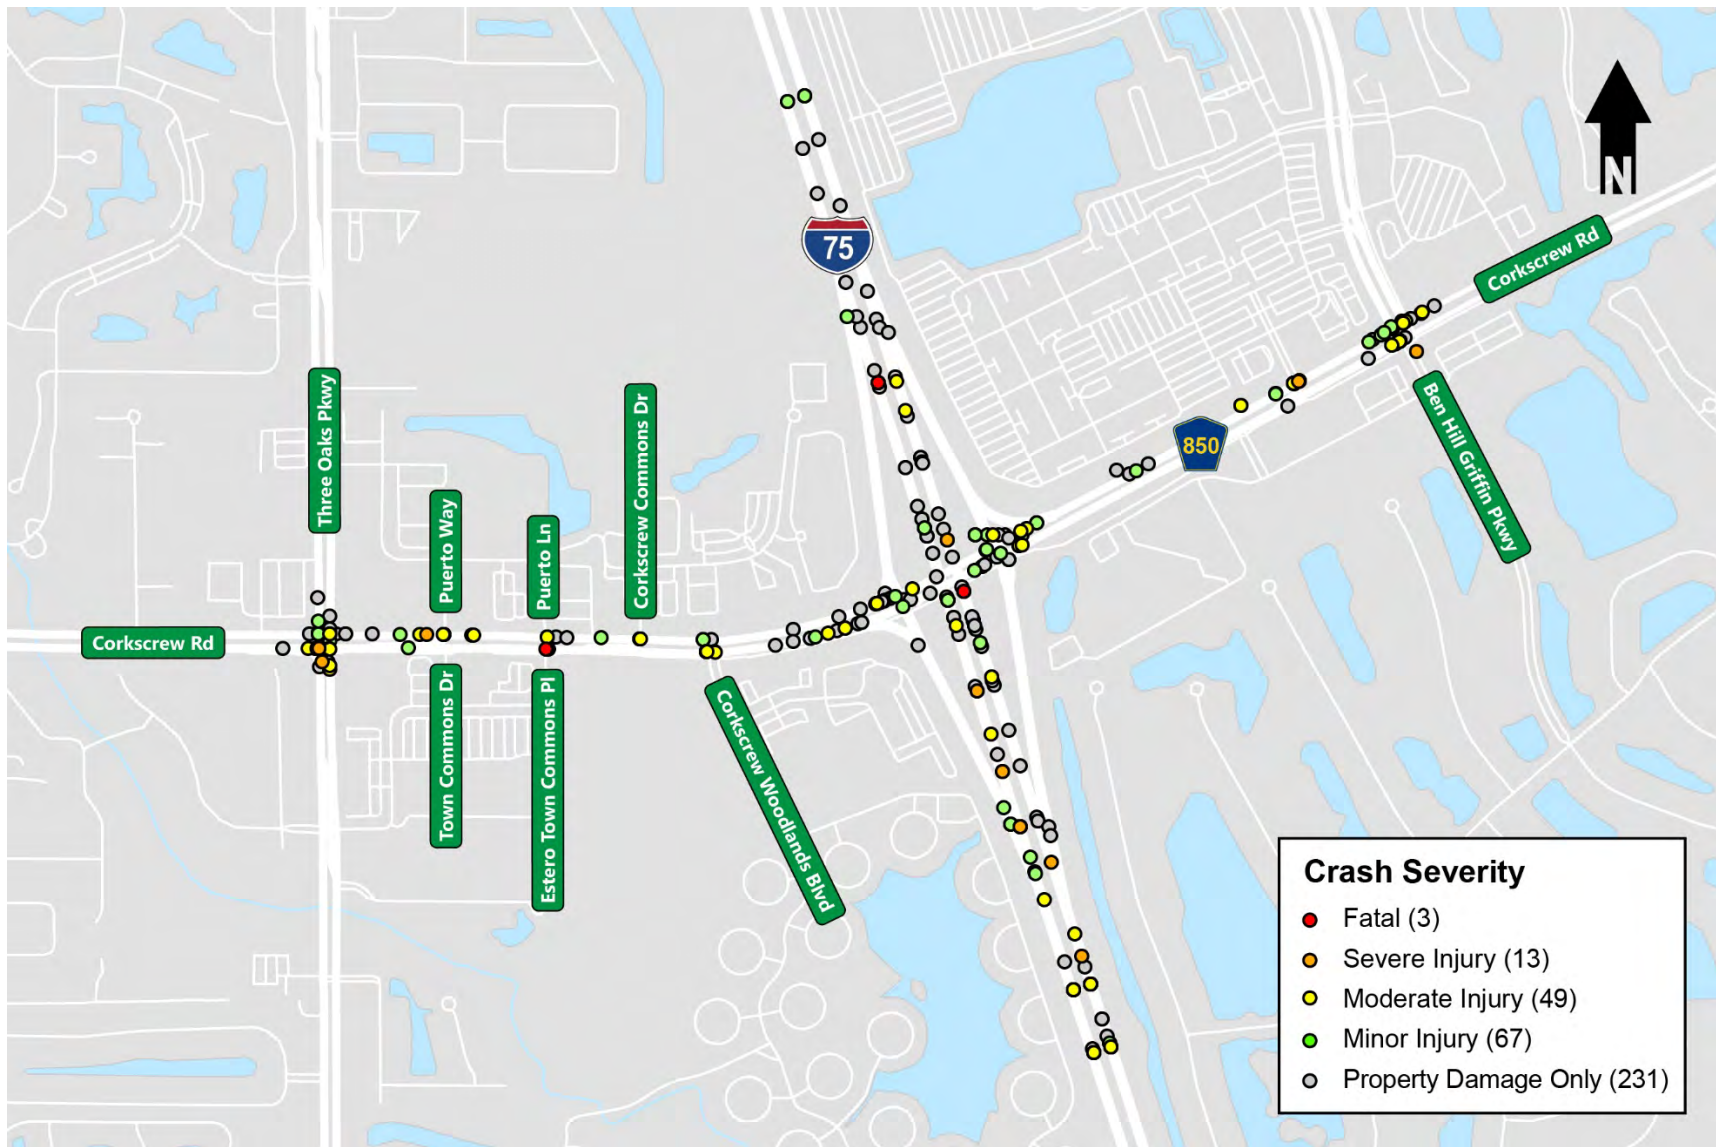 N
75
Corkscrew Rd
850
Three Oaks Pkwy
Puerto Way
Puerto Ln
Corkscrew Commons Dr
Ben Hill Griffin Pkwy
Corkscrew Rd
Town Commons Dr
Estero Town Commons Pl
Corkscrew Woodlands Blvd
Crash Severity
Fatal (3)
Severe Injury (13)
Moderate Injury (49)
Minor Injury (67)
Property Damage Only (231)